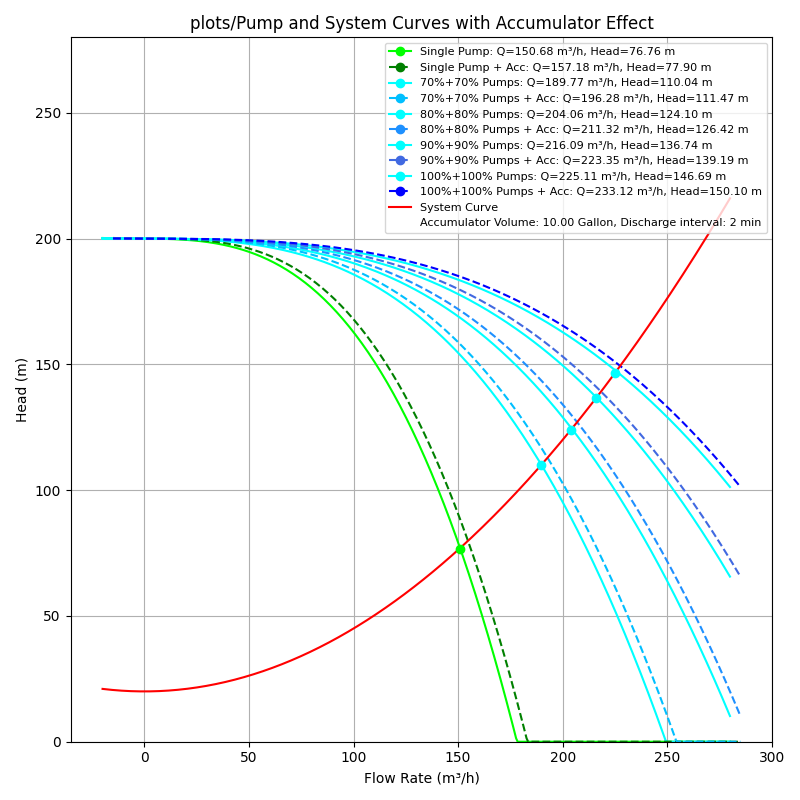 plots/Pump and System Curves with Accumulator Effect
Single Pump: Q=150.68 m³/h, Head=76.76 m
Single Pump + Acc: Q=157.18 m³/h, Head=77.90 m
70%+70% Pumps: Q=189.77 m³/h, Head=110.04 m
70%+70% Pumps + Acc: Q=196.28 m³/h, Head=111.47 m
80%+80% Pumps: Q=204.06 m³/h, Head=124.10 m
80%+80% Pumps + Acc: Q=211.32 m³/h, Head=126.42 m
90%+90% Pumps: Q=216.09 m³/h, Head=136.74 m
90%+90% Pumps + Acc: Q=223.35 m³/h, Head=139.19 m
100%+100% Pumps: Q=225.11 m³/h, Head=146.69 m
100%+100% Pumps + Acc: Q=233.12 m³/h, Head=150.10 m
System Curve
Accumulator Volume: 10.00 Gallon, Discharge interval: 2 min
Head (m)
250
200
150
100
50
0
0 50 100 150 200 250 300
Flow Rate (m³/h)